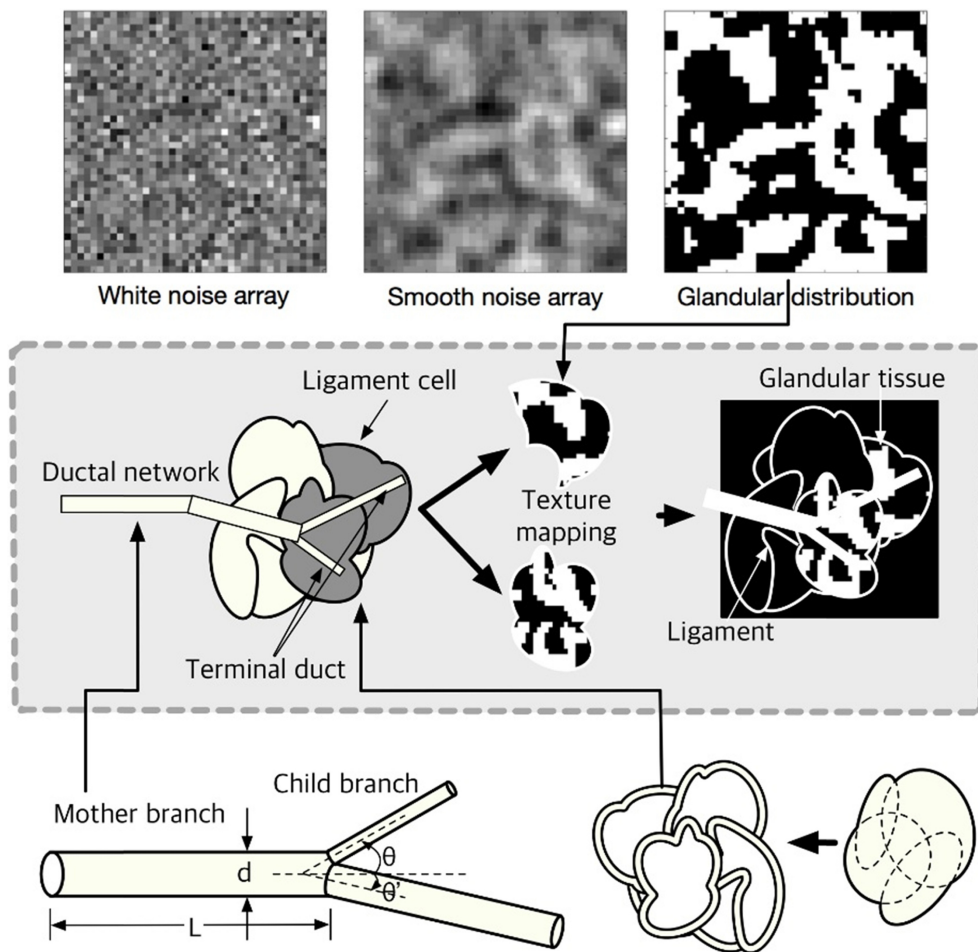 White noise array
Smooth noise array
Glandular distribution
Ligament cell
Glandular tissue
Ductal network
Texture
mapping
Ligament
Terminal duct
Child branch
Mother branch
d
θ
θ'
L